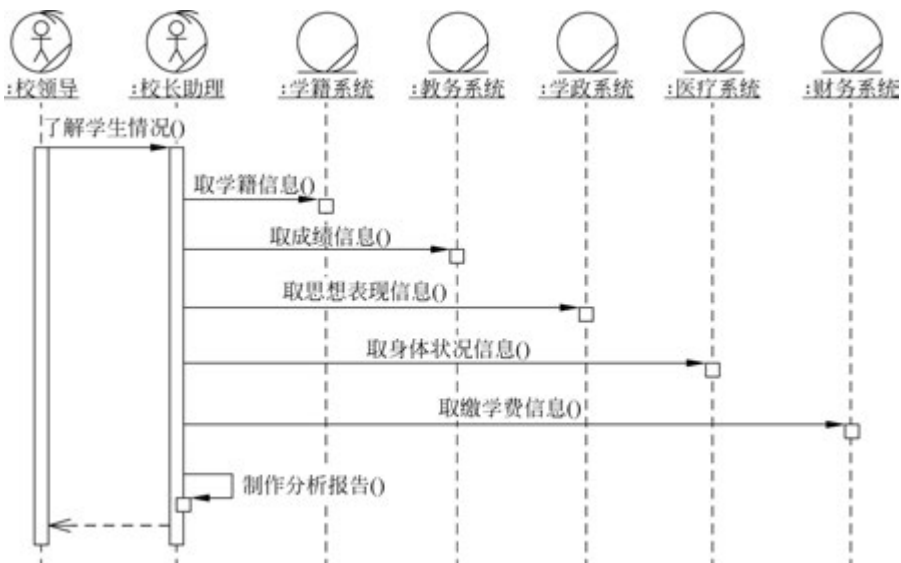 :校领导
:校长助理
:学籍系统
:教务系统
:学政系统
:医疗系统
:财务系统
了解学生情况()
取学籍信息()
取成绩信息()
取思想表现信息()
取身体状况信息()
取缴学费信息()
制作分析报告()